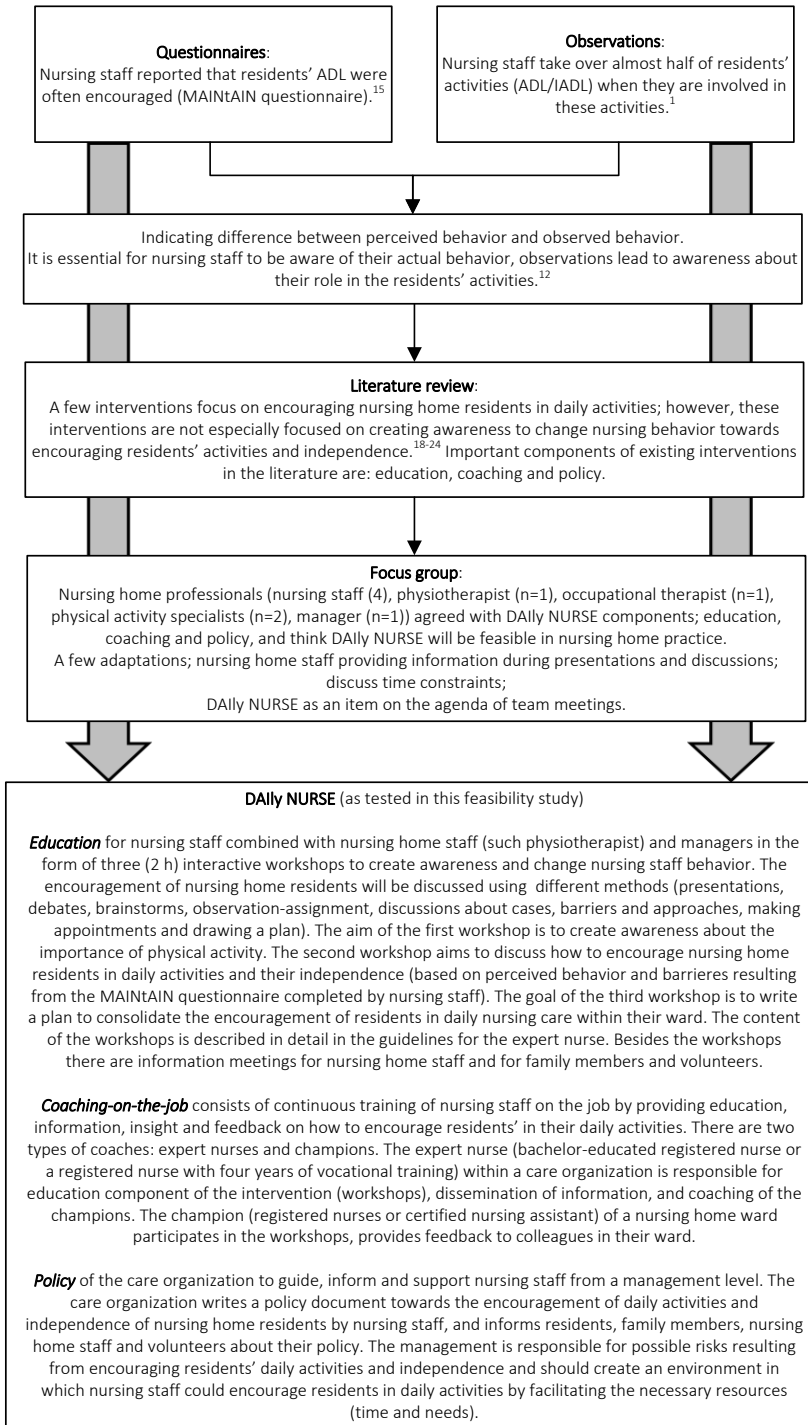 Questionnaires:
Nursing staff reported that residents' ADL were
often encouraged (MAINtAIN questionnaire).15
Observations:
Nursing staff take over almost half of residents'
activities (ADL/IADL) when they are involved in
these activities.1
Indicating difference between perceived behavior and observed behavior.
It is essential for nursing staff to be aware of their actual behavior, observations lead to awareness about
their role in the residents' activities.12
Literature review:
A few interventions focus on encouraging nursing home residents in daily activities; however, these
interventions are not especially focused on creating awareness to change nursing behavior towards
encouraging residents' activities and independence.18-24 Important components of existing interventions
in the literature are: education, coaching and policy.
Focus group:
Nursing home professionals (nursing staff (4), physiotherapist (n=1), occupational therapist (n=1),
physical activity specialists (n=2), manager (n=1)) agreed with DAIly NURSE components; education,
coaching and policy, and think DAIly NURSE will be feasible in nursing home practice.
A few adaptations; nursing home staff providing information during presentations and discussions;
discuss time constraints;
DAIly NURSE as an item on the agenda of team meetings.
DAIly NURSE (as tested in this feasibility study)
Education for nursing staff combined with nursing home staff (such physiotherapist) and managers in the
form of three (2 h) interactive workshops to create awareness and change nursing staff behavior. The
encouragement of nursing home residents will be discussed using different methods (presentations,
debates, brainstorms, observation-assignment, discussions about cases, barriers and approaches, making
appointments and drawing a plan). The aim of the first workshop is to create awareness about the
importance of physical activity. The second workshop aims to discuss how to encourage nursing home
residents in daily activities and their independence (based on perceived behavior and barrieres resulting
from the MAINtAIN questionnaire completed by nursing staff). The goal of the third workshop is to write
a plan to consolidate the encouragement of residents in daily nursing care within their ward. The content
of the workshops is described in detail in the guidelines for the expert nurse. Besides the workshops
there are information meetings for nursing home staff and for family members and volunteers.
Coaching-on-the-job consists of continuous training of nursing staff on the job by providing education,
information, insight and feedback on how to encourage residents' in their daily activities. There are two
types of coaches: expert nurses and champions. The expert nurse (bachelor-educated registered nurse or
a registered nurse with four years of vocational training) within a care organization is responsible for
education component of the intervention (workshops), dissemination of information, and coaching of the
champions. The champion (registered nurses or certified nursing assistant) of a nursing home ward
participates in the workshops, provides feedback to colleagues in their ward.
Policy of the care organization to guide, inform and support nursing staff from a management level. The
care organization writes a policy document towards the encouragement of daily activities and
independence of nursing home residents by nursing staff, and informs residents, family members, nursing
home staff and volunteers about their policy. The management is responsible for possible risks resulting
from encouraging residents' daily activities and independence and should create an environment in
which nursing staff could encourage residents in daily activities by facilitating the necessary resources
(time and needs).